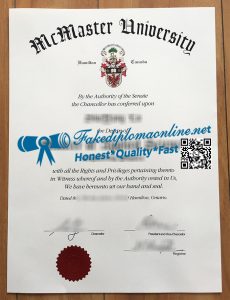 McMaster University
Hamilton Canada
By the Authority of the Senate
the Chancellor has conferred upon
the Degree of
Fakediplomaonline.net
Honest*Quality*Fast
with all the Rights and Privileges pertaining thereto
In Witness whereof and by the Authority vested in Us,
We have hereunto set our hand and seal.
Dated
Hamilton, Ontario.
Chancellor
President and Vice-Chancellor
Registrar